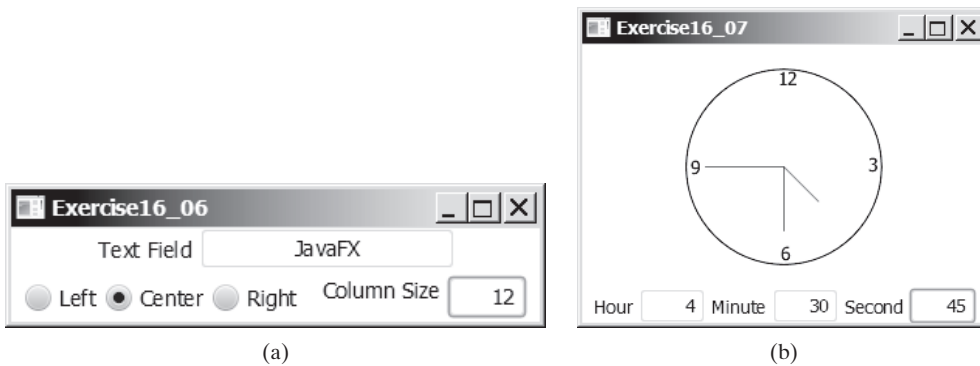 Exercise16_06
Text Field JavaFX
Left Center Right Column Size 12
(a)
Exercise16_07
12
9 3
6
Hour 4 Minute 30 Second 45
(b)